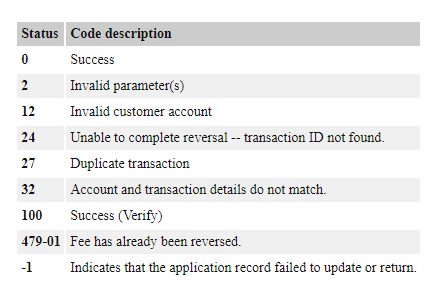 Status Code description
0 Success
2 Invalid parameter(s)
12 Invalid customer account
24 Unable to complete reversal -- transaction ID not found.
27 Duplicate transaction
32 Account and transaction details do not match.
100 Success (Verify)
479-01 Fee has already been reversed.
-1 Indicates that the application record failed to update or return.